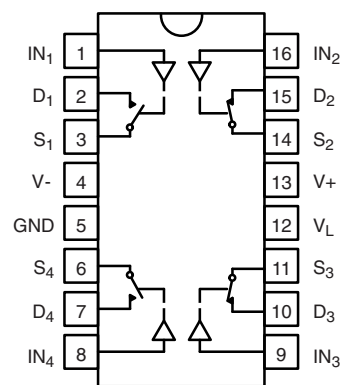 IN₁ 1 16 IN₂
D₁ 2 15 D₂
S₁ 3 14 S₂
V- 4 13 V+
GND 5 12 V_L
S₄ 6 11 S₃
D₄ 7 10 D₃
IN₄ 8 9 IN₃